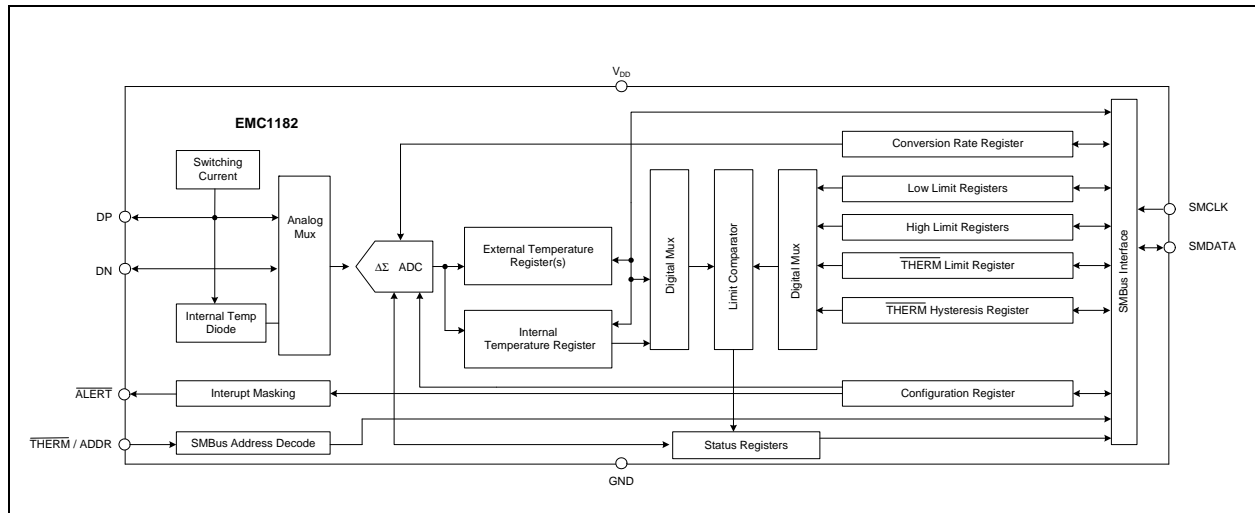 V_DD
EMC1182
Switching
Current
Conversion Rate Register
Low Limit Registers
DP
Analog
Mux
SMCLK
High Limit Registers
External Temperature
Register(s)
SMDATA
DN
ΔΣ ADC
Digital Mux
Limit Comparator
Digital Mux
THERM Limit Register
SMBus Interface
Internal Temp
Diode
THERM Hysteresis Register
Internal
Temperature Register
ALERT
Interupt Masking
Configuration Register
THERM / ADDR
SMBus Address Decode
Status Registers
GND